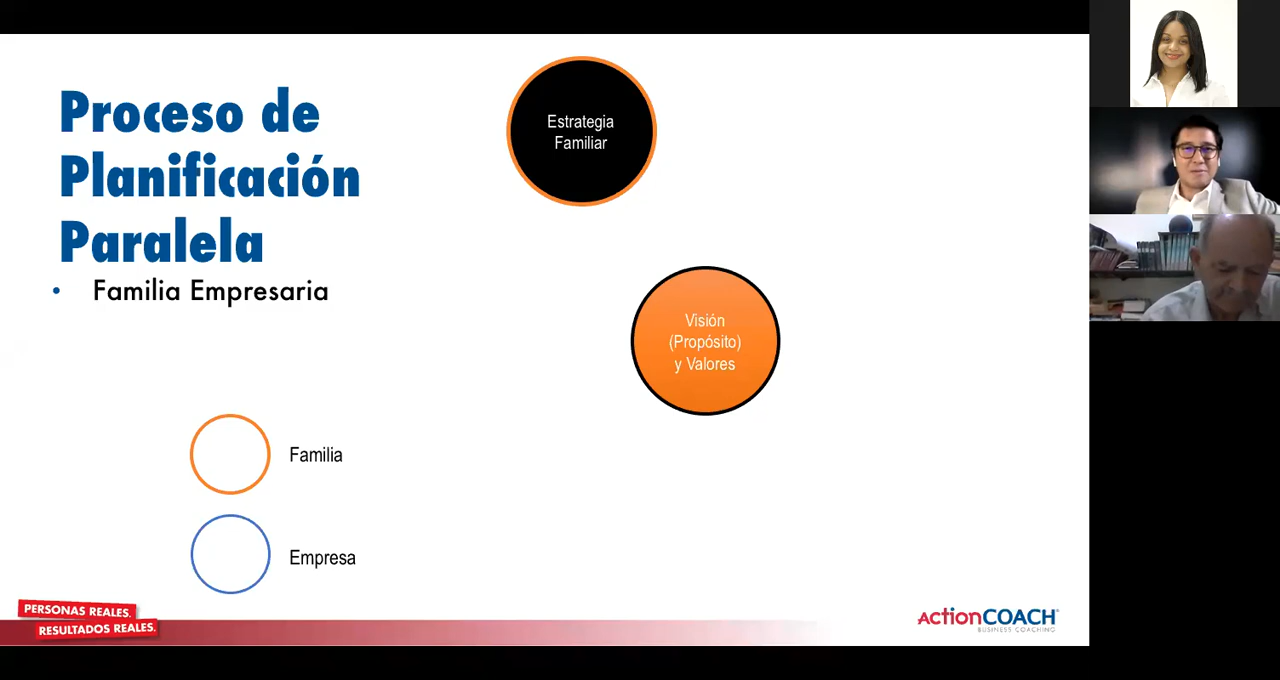 Proceso de
Planificación
Paralela
• Familia Empresaria
Estrategia
Familiar
Visión
(Propósito)
y Valores
Familia
Empresa
PERSONAS REALES.
RESULTADOS REALES.
ActionCOACH
BUSINESS COACHING